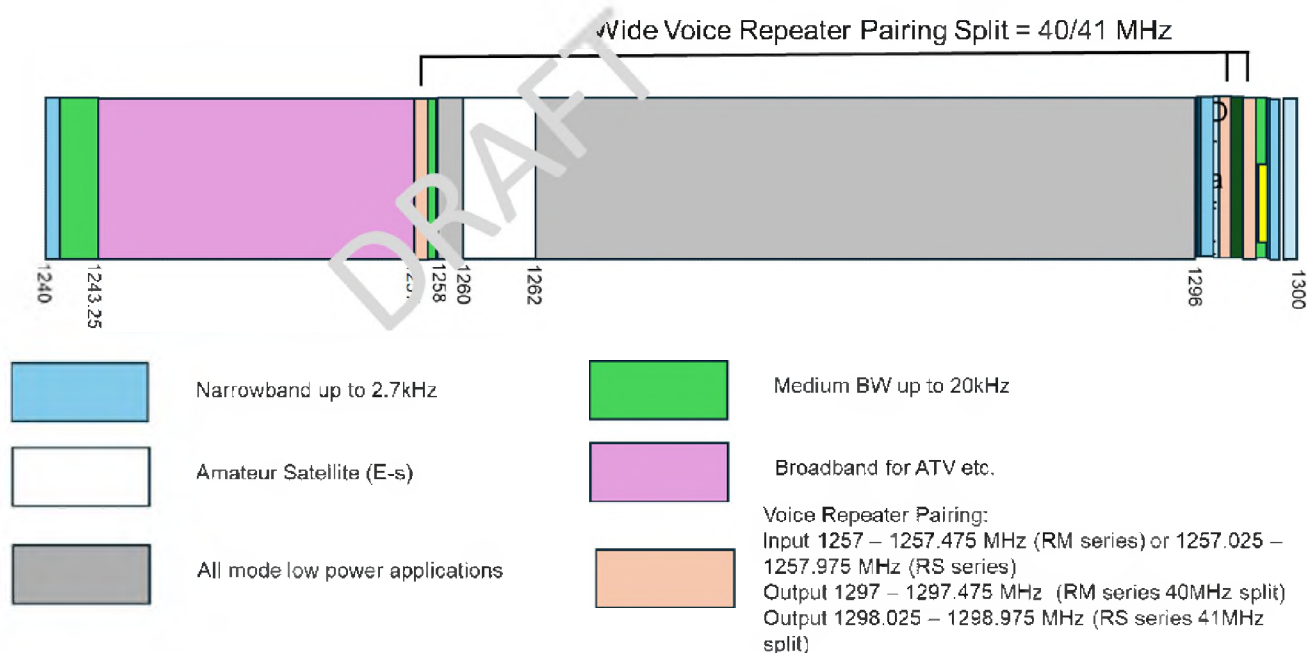 Wide Voice Repeater Pairing Split = 40/41 MHz
DRAFT
1240
1243.25
1258
1260
1262
1296
1300
Narrowband up to 2.7kHz
Medium BW up to 20kHz
Amateur Satellite (E-s)
Broadband for ATV etc.
All mode low power applications
Voice Repeater Pairing:
Input 1257 – 1257.475 MHz (RM series) or 1257.025 –
1257.975 MHz (RS series)
Output 1297 – 1297.475 MHz (RM series 40MHz split)
Output 1298.025 – 1298.975 MHz (RS series 41MHz
split)